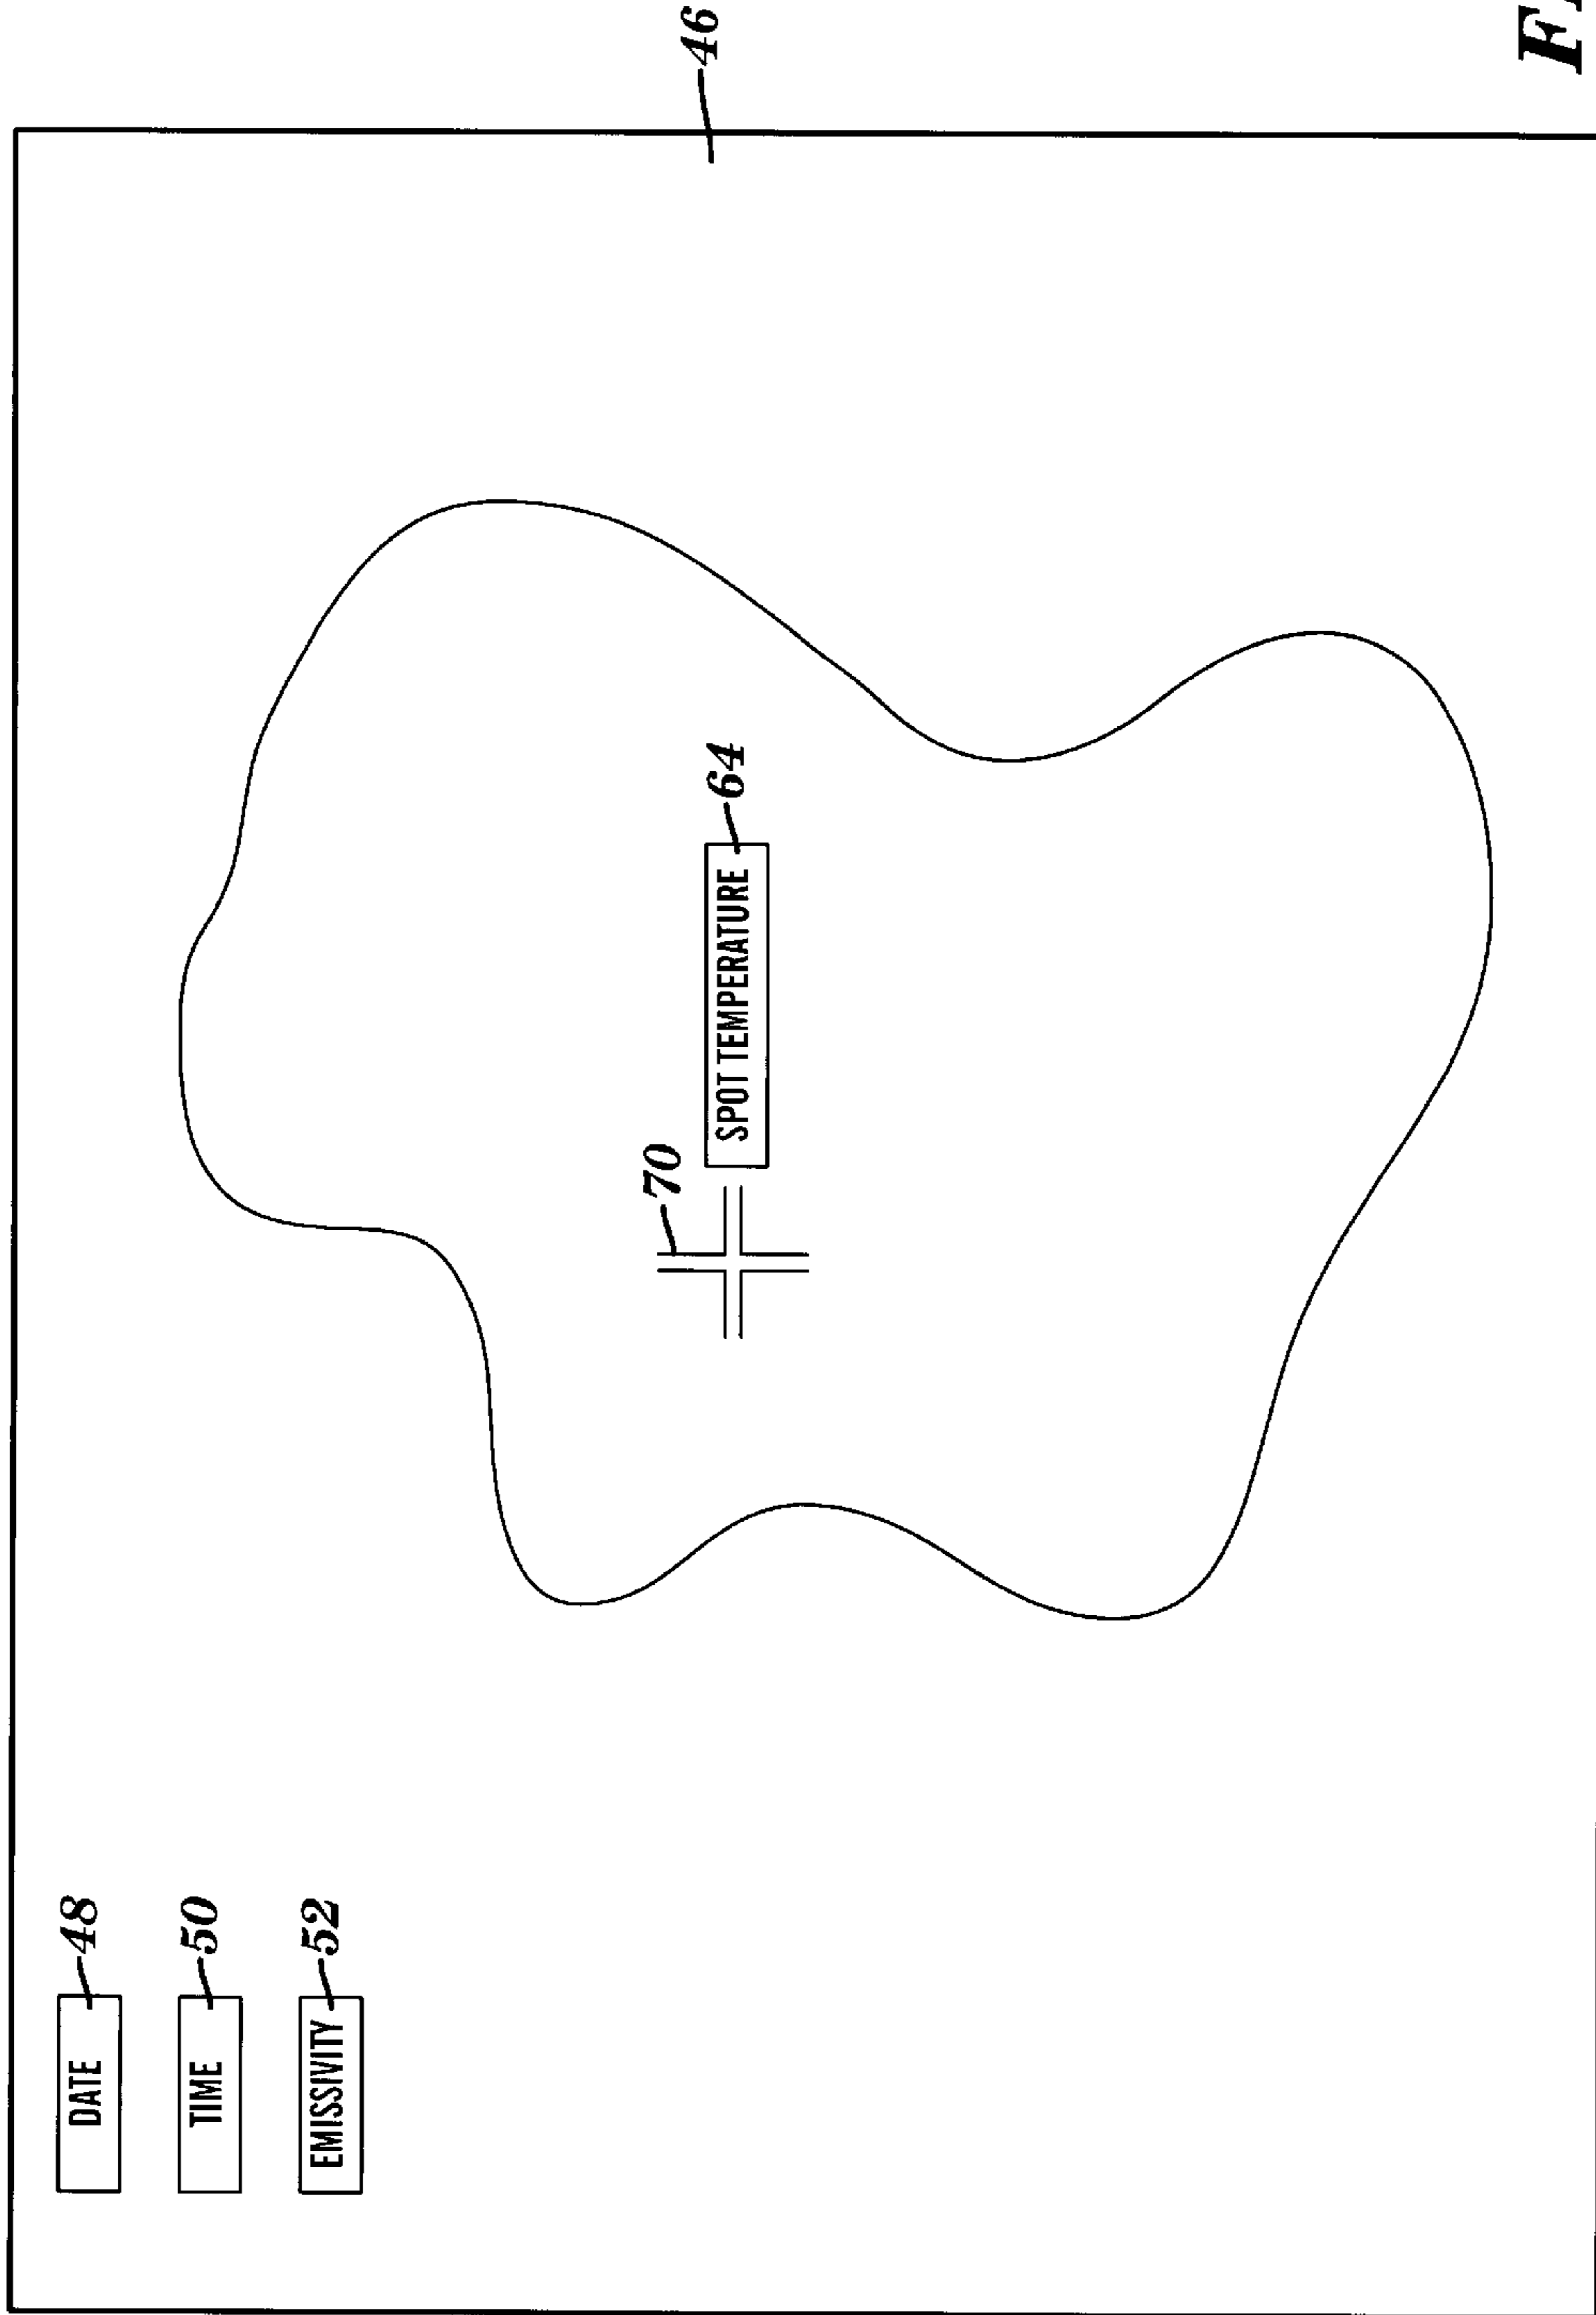 DATE 48
TIME 50
EMISSIVITY 52
46
70
SPOT TEMPERATURE 64